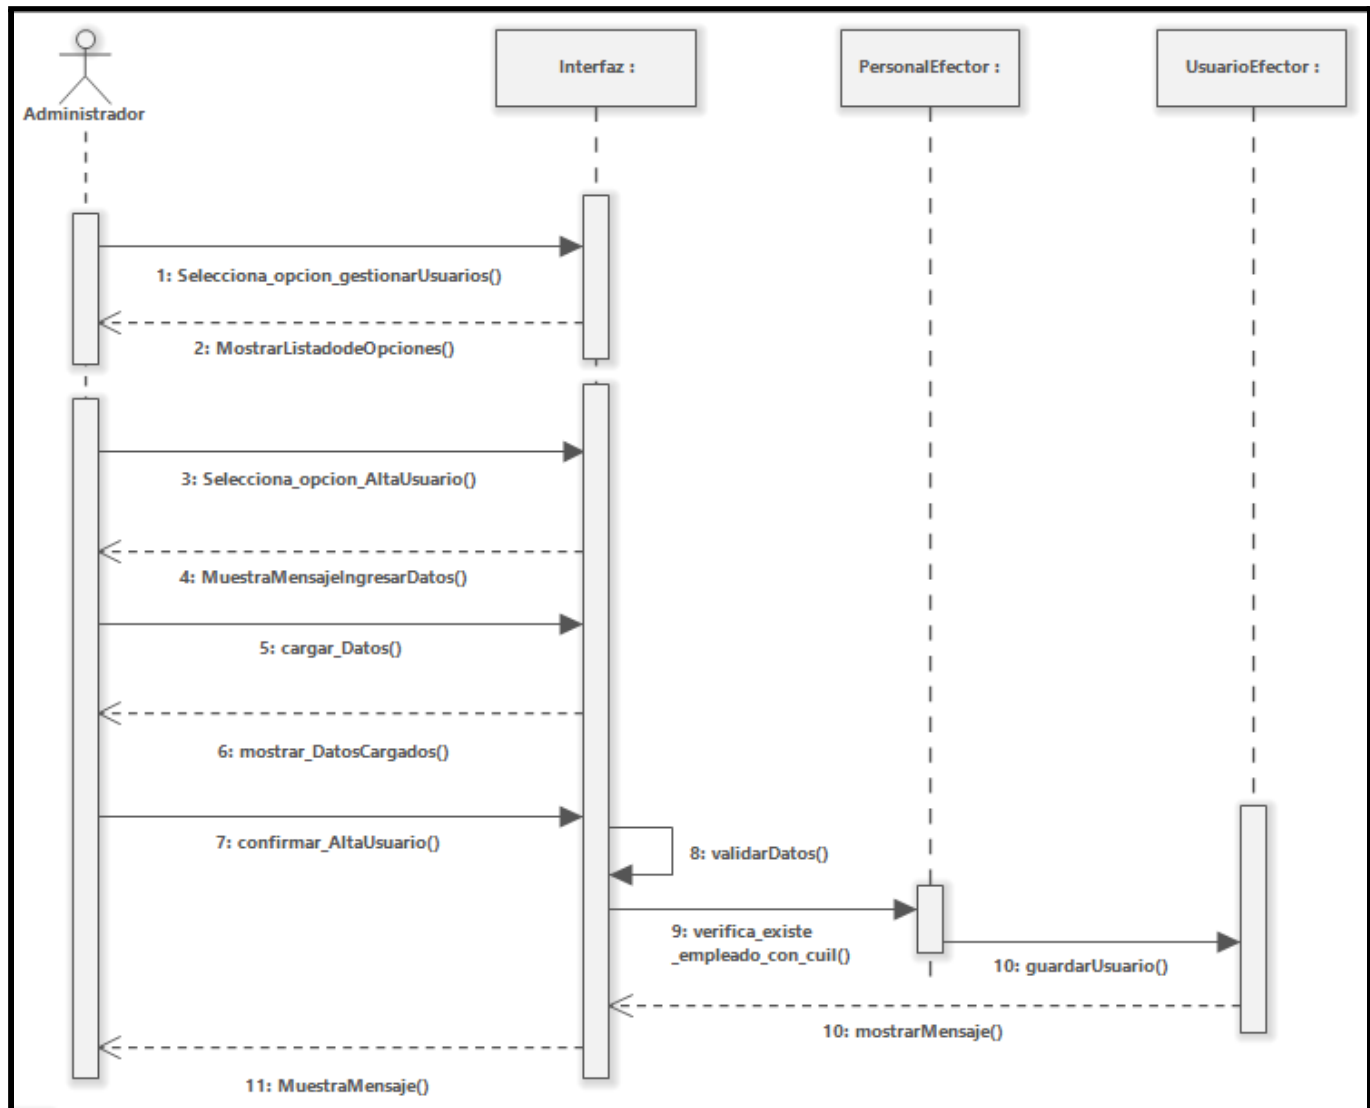 Interfaz :
PersonalEfector :
UsuarioEfector :
Administrador
1: Selecciona_opcion_gestionarUsuarios()
2: MostrarListadodeOpciones()
3: Selecciona_opcion_AltaUsuario()
4: MuestraMensajeIngresarDatos()
5: cargar_Datos()
6: mostrar_DatosCargados()
7: confirmar_AltaUsuario()
8: validarDatos()
9: verifica_existe
_empleado_con_cuil()
10: guardarUsuario()
10: mostrarMensaje()
11: MuestraMensaje()